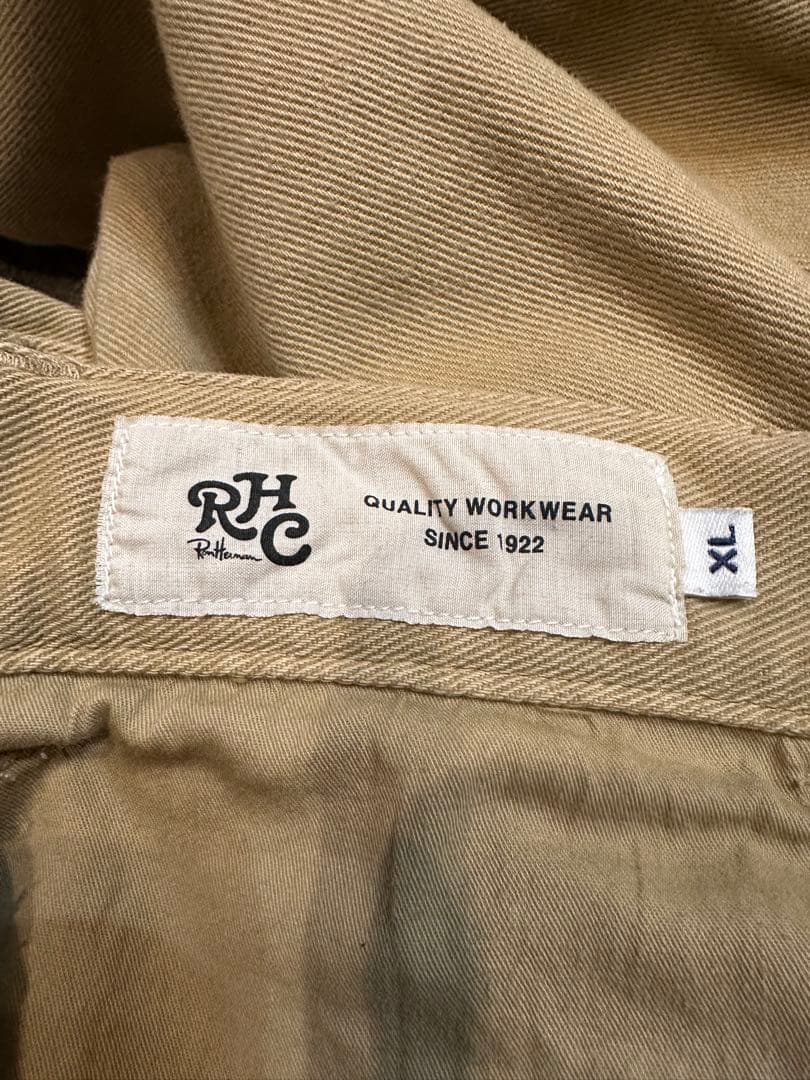 RHC
Ron Herman
QUALITY WORKWEAR
SINCE 1922
XL